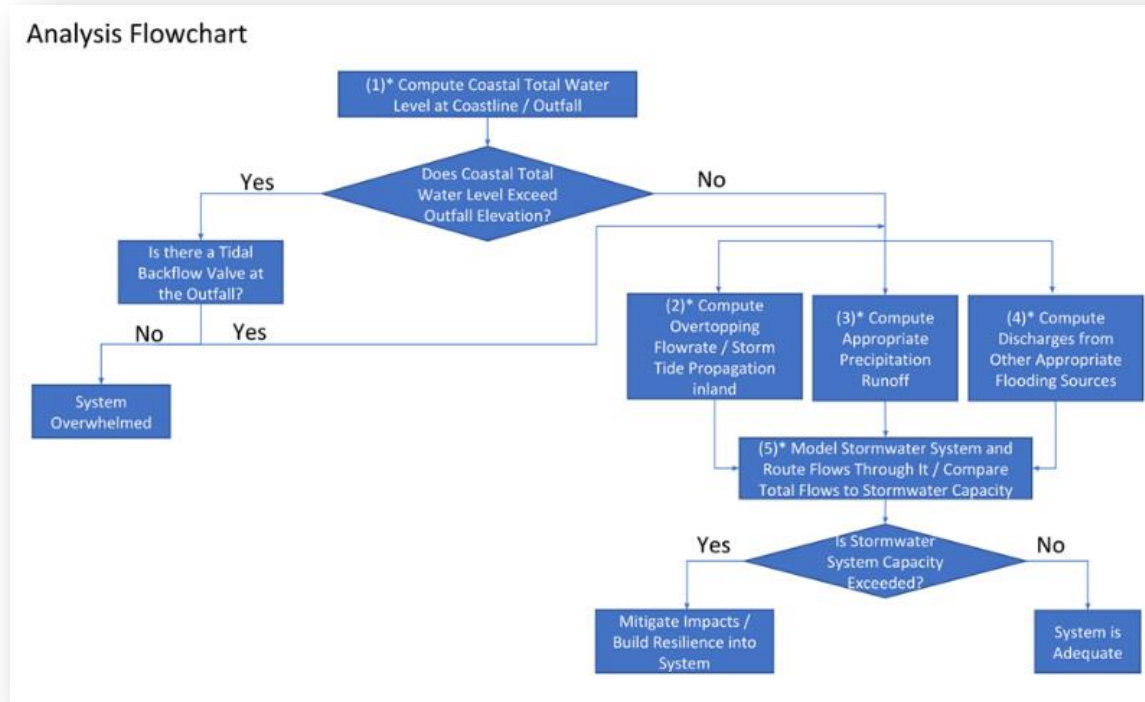 Analysis Flowchart
(1)* Compute Coastal Total Water
Level at Coastline / Outfall
Does Coastal Total
Water Level Exceed
Outfall Elevation?
Yes
No
Is there a Tidal
Backflow Valve at
the Outfall?
No
Yes
System
Overwhelmed
(2)* Compute
Overtopping
Flowrate / Storm
Tide Propagation
inland
(3)* Compute
Appropriate
Precipitation
Runoff
(4)* Compute
Discharges from
Other Appropriate
Flooding Sources
(5)* Model Stormwater System and
Route Flows Through It / Compare
Total Flows to Stormwater Capacity
Is Stormwater
System Capacity
Exceeded?
Yes
No
Mitigate Impacts /
Build Resilience into
System
System is
Adequate